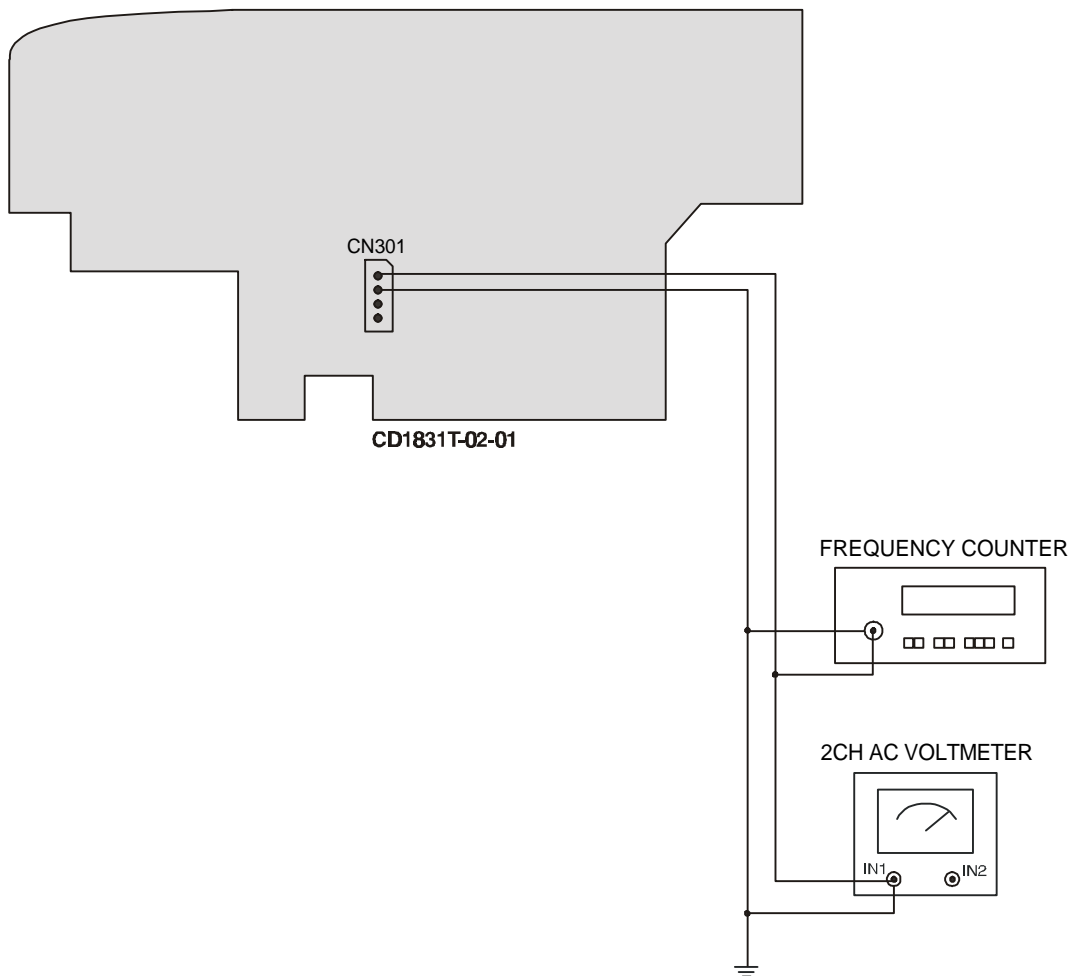 CN301
CD1831T-02-01
FREQUENCY COUNTER
2CH AC VOLTMETER
IN1
IN2